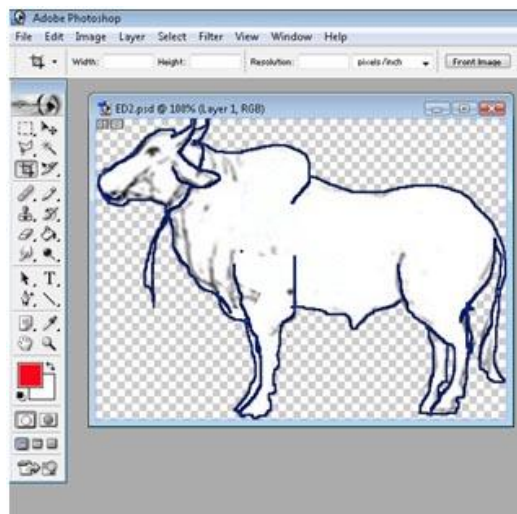 Adobe Photoshop
File Edit Image Layer Select Filter View Window Help
Width: Height: Resolution: pixels/inch Front Image
ED2.psd @ 100% (Layer 1, RGB)
T